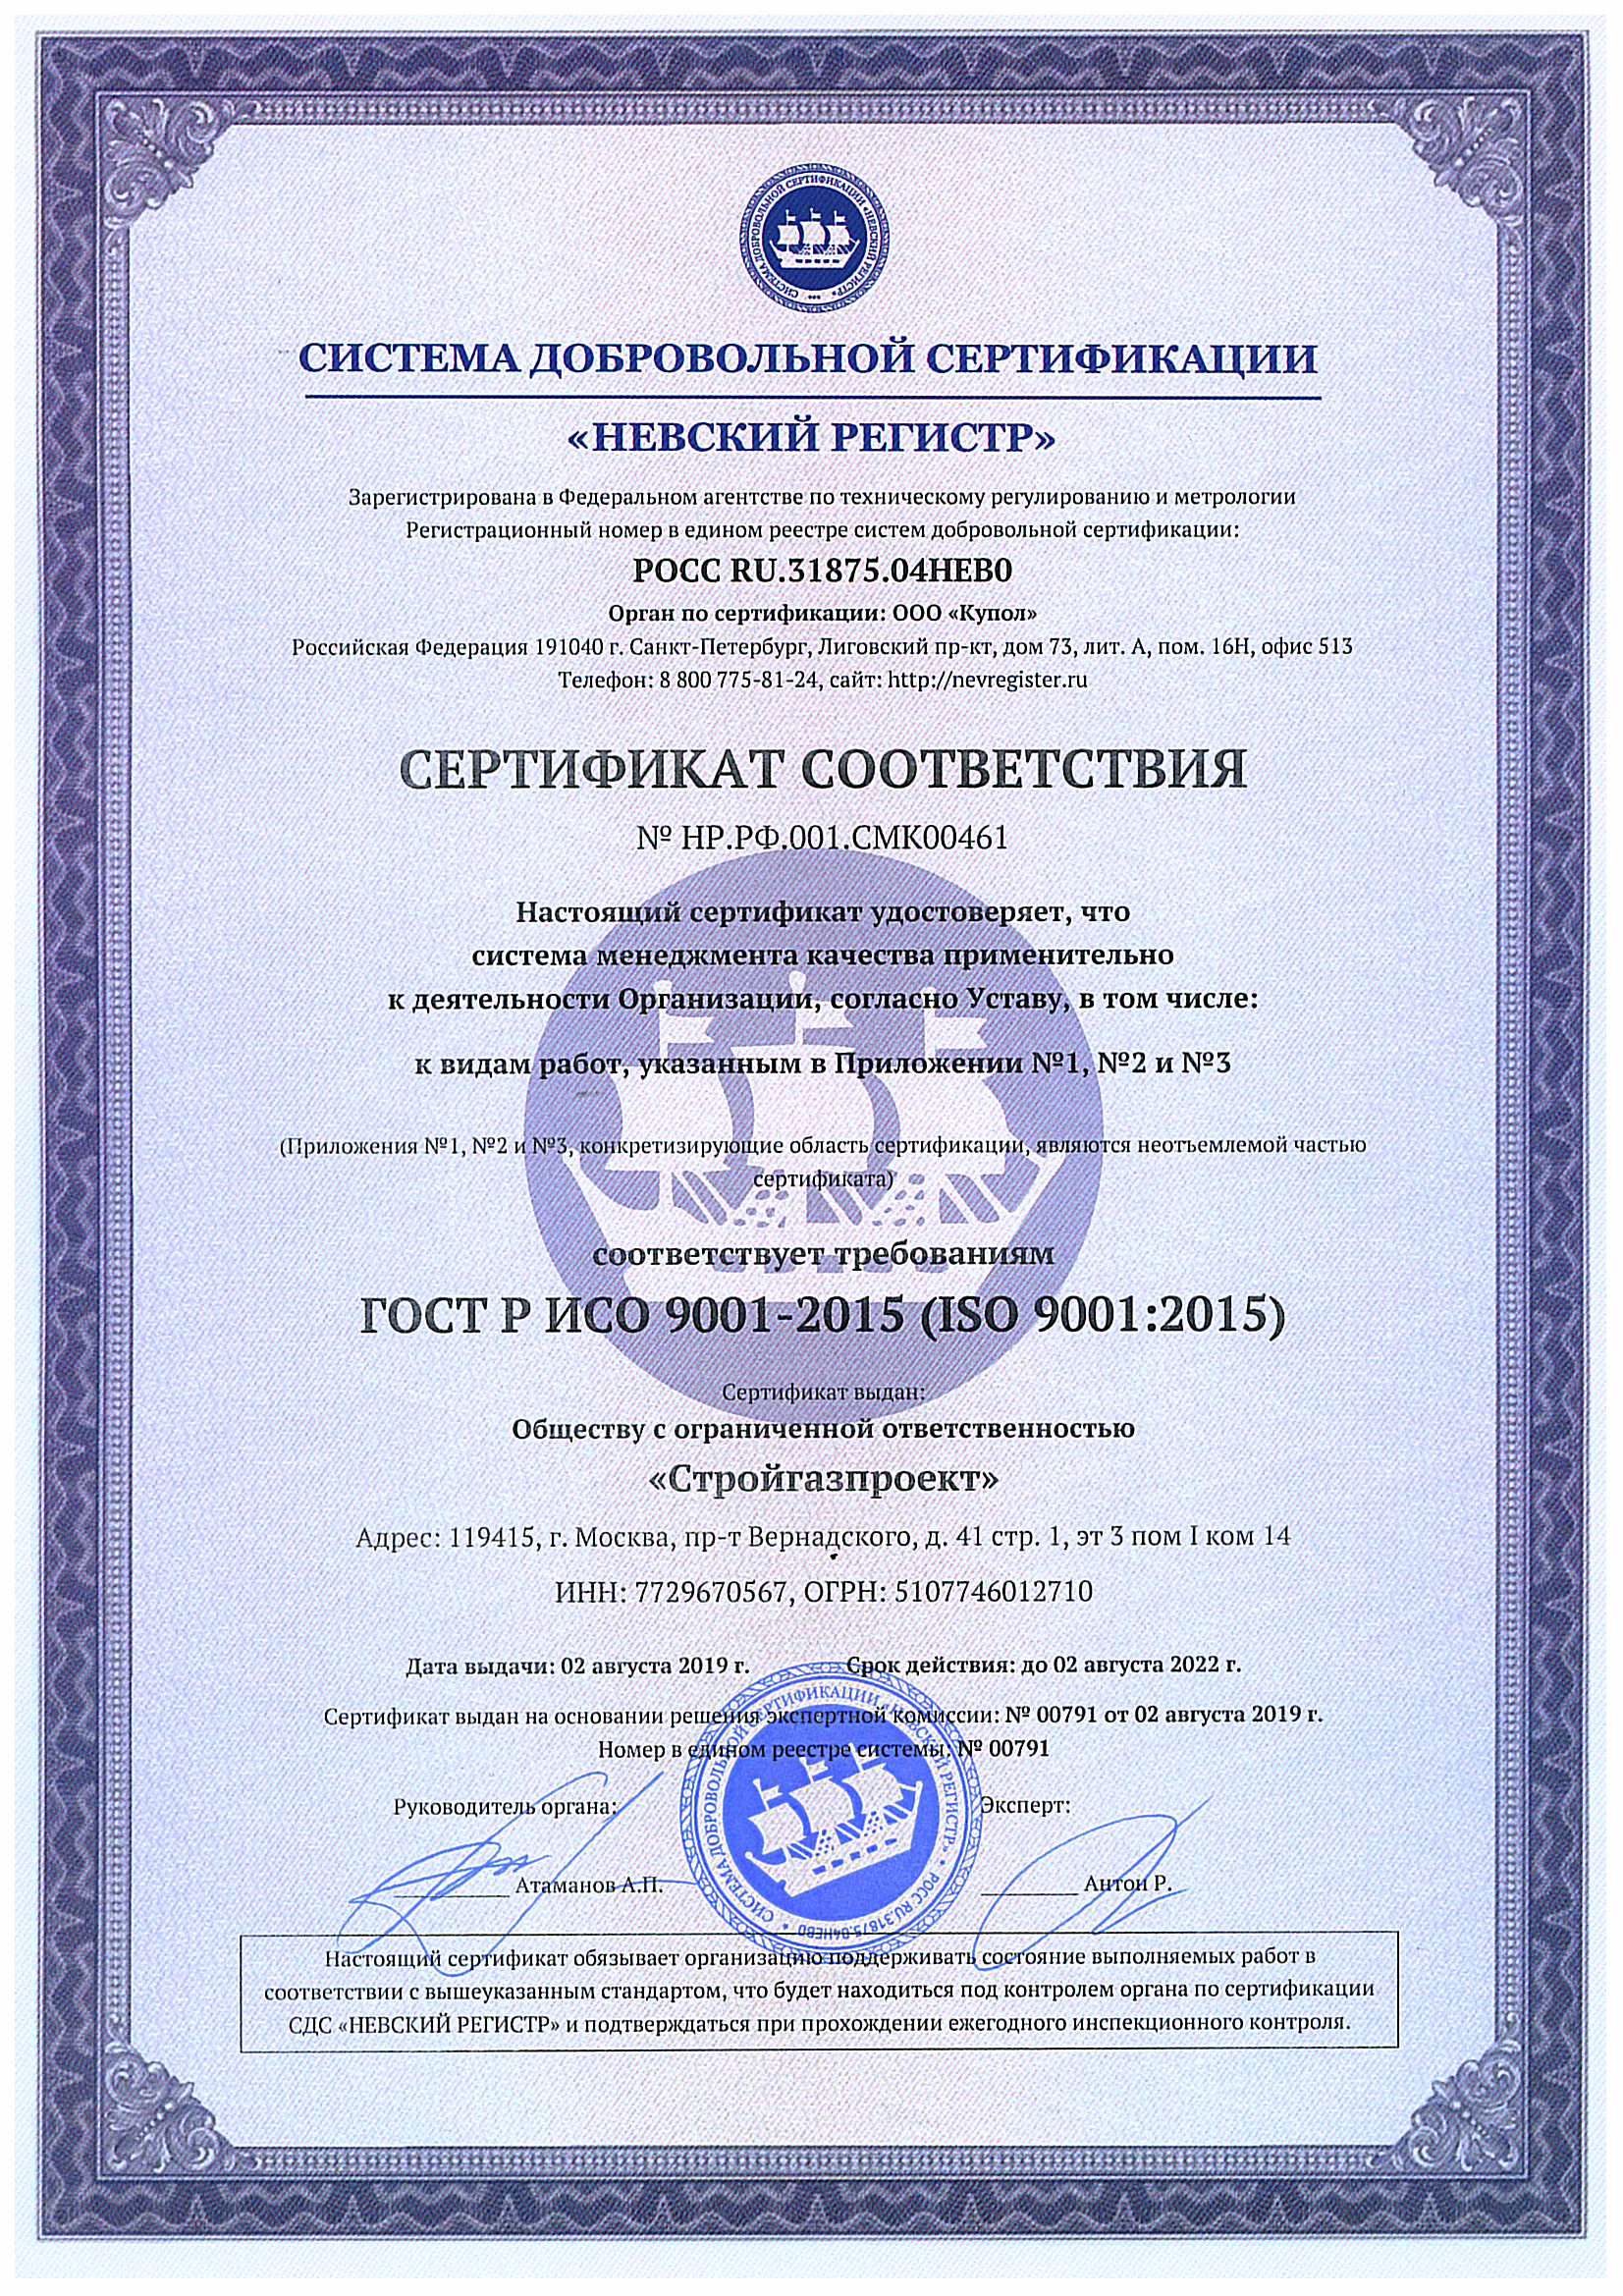 СИСТЕМА ДОБРОВОЛЬНОЙ СЕРТИФИКАЦИИ «НЕВСКИЙ РЕГИСТР»
СИСТЕМА ДОБРОВОЛЬНОЙ СЕРТИФИКАЦИИ
«НЕВСКИЙ РЕГИСТР»
Зарегистрирована в Федеральном агентстве по техническому регулированию и метрологии
Регистрационный номер в едином реестре систем добровольной сертификации:
РОСС RU.31875.04НЕВ0
Орган по сертификации: ООО «Купол»
Российская Федерация 191040 г. Санкт-Петербург, Лиговский пр-кт, дом 73, лит. А, пом. 16Н, офис 513
Телефон: 8 800 775-81-24, сайт: http://nevregister.ru
СЕРТИФИКАТ СООТВЕТСТВИЯ
№ НР.РФ.001.СМК00461
Настоящий сертификат удостоверяет, что
система менеджмента качества применительно
к деятельности Организации, согласно Уставу, в том числе:
к видам работ, указанным в Приложении №1, №2 и №3
(Приложения №1, №2 и №3, конкретизирующие область сертификации, являются неотъемлемой частью
сертификата)
соответствует требованиям
ГОСТ Р ИСО 9001-2015 (ISO 9001:2015)
Сертификат выдан:
Обществу с ограниченной ответственностью
«Стройгазпроект»
Адрес: 119415, г. Москва, пр-т Вернадского, д. 41 стр. 1, эт 3 пом I ком 14
ИНН: 7729670567, ОГРН: 5107746012710
Дата выдачи: 02 августа 2019 г. Срок действия: до 02 августа 2022 г.
Сертификат выдан на основании решения экспертной комиссии: № 00791 от 02 августа 2019 г.
Номер в едином реестре системы: № 00791
Руководитель органа: Эксперт:
Атаманов А.П. Антон Р.
СИСТЕМА ДОБРОВОЛЬНОЙ СЕРТИФИКАЦИИ «НЕВСКИЙ РЕГИСТР» • РОСС RU.31875.04НЕВ0 •
Настоящий сертификат обязывает организацию поддерживать состояние выполняемых работ в
соответствии с вышеуказанным стандартом, что будет находиться под контролем органа по сертификации
СДС «НЕВСКИЙ РЕГИСТР» и подтверждаться при прохождении ежегодного инспекционного контроля.